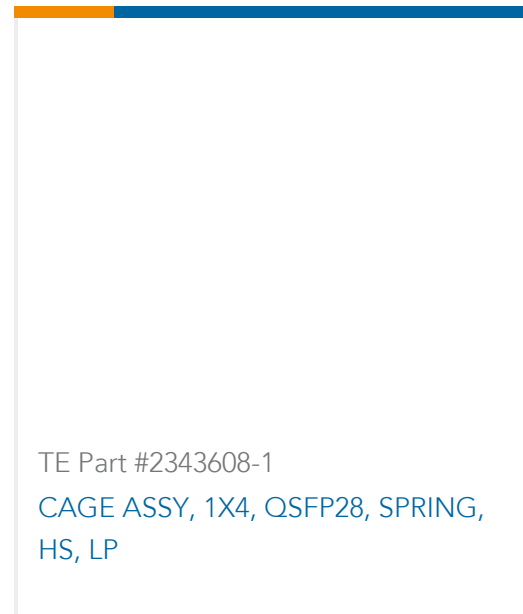 TE Part #2343608-1
CAGE ASSY, 1X4, QSFP28, SPRING,
HS, LP